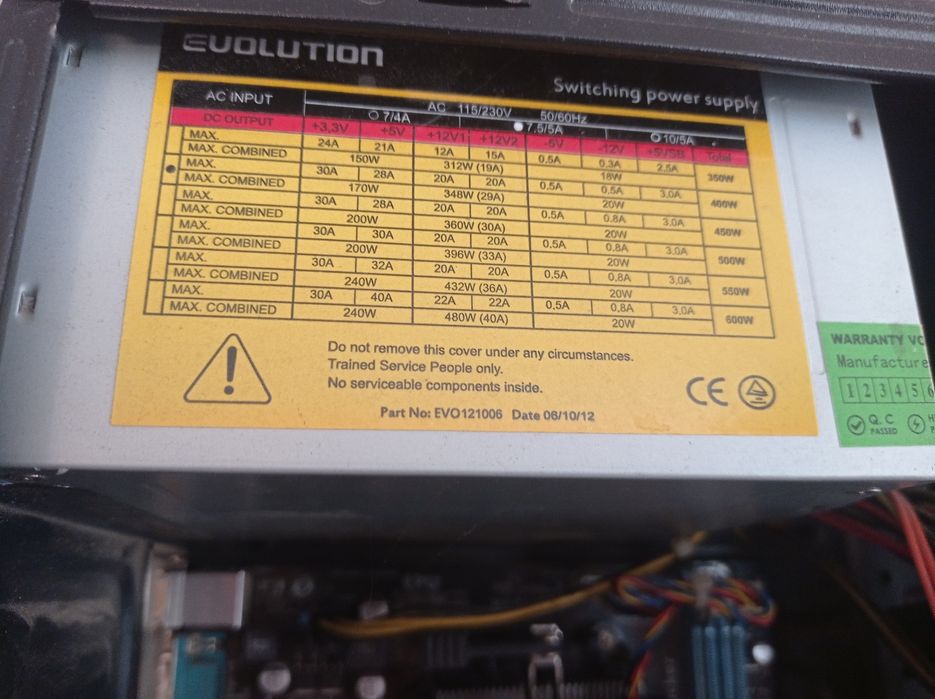 EVOLUTION
Switching power supply
AC INPUT AC 115/230V 50/60Hz
7/4A 7.5/5A 10/5A
DC OUTPUT +3,3V +5V +12V1 +12V2 -5V -12V +5VSB Total
MAX. 24A 21A 12A 15A 0,5A 0,3A 2,5A 350W
MAX. COMBINED 150W 312W (19A) 18W
MAX. 30A 28A 20A 20A 0,5A 0,5A 3,0A 400W
MAX. COMBINED 170W 348W (29A) 20W
MAX. 30A 28A 20A 20A 0,5A 0,8A 3,0A 450W
MAX. COMBINED 200W 360W (30A) 20W
MAX. 30A 30A 20A 20A 0,5A 0,8A 3,0A 500W
MAX. COMBINED 200W 396W (33A) 20W
MAX. 30A 32A 20A 20A 0,5A 0,8A 3,0A 550W
MAX. COMBINED 240W 432W (36A) 20W
MAX. 30A 40A 22A 22A 0,5A 0,8A 3,0A 600W
MAX. COMBINED 240W 480W (40A) 20W
Do not remove this cover under any circumstances.
Trained Service People only.
No serviceable components inside.
CE
Part No: EVO121006 Date 06/10/12
WARRANTY VO
Manufacture
1 2 3 4 5 6
Q. C
PASSED